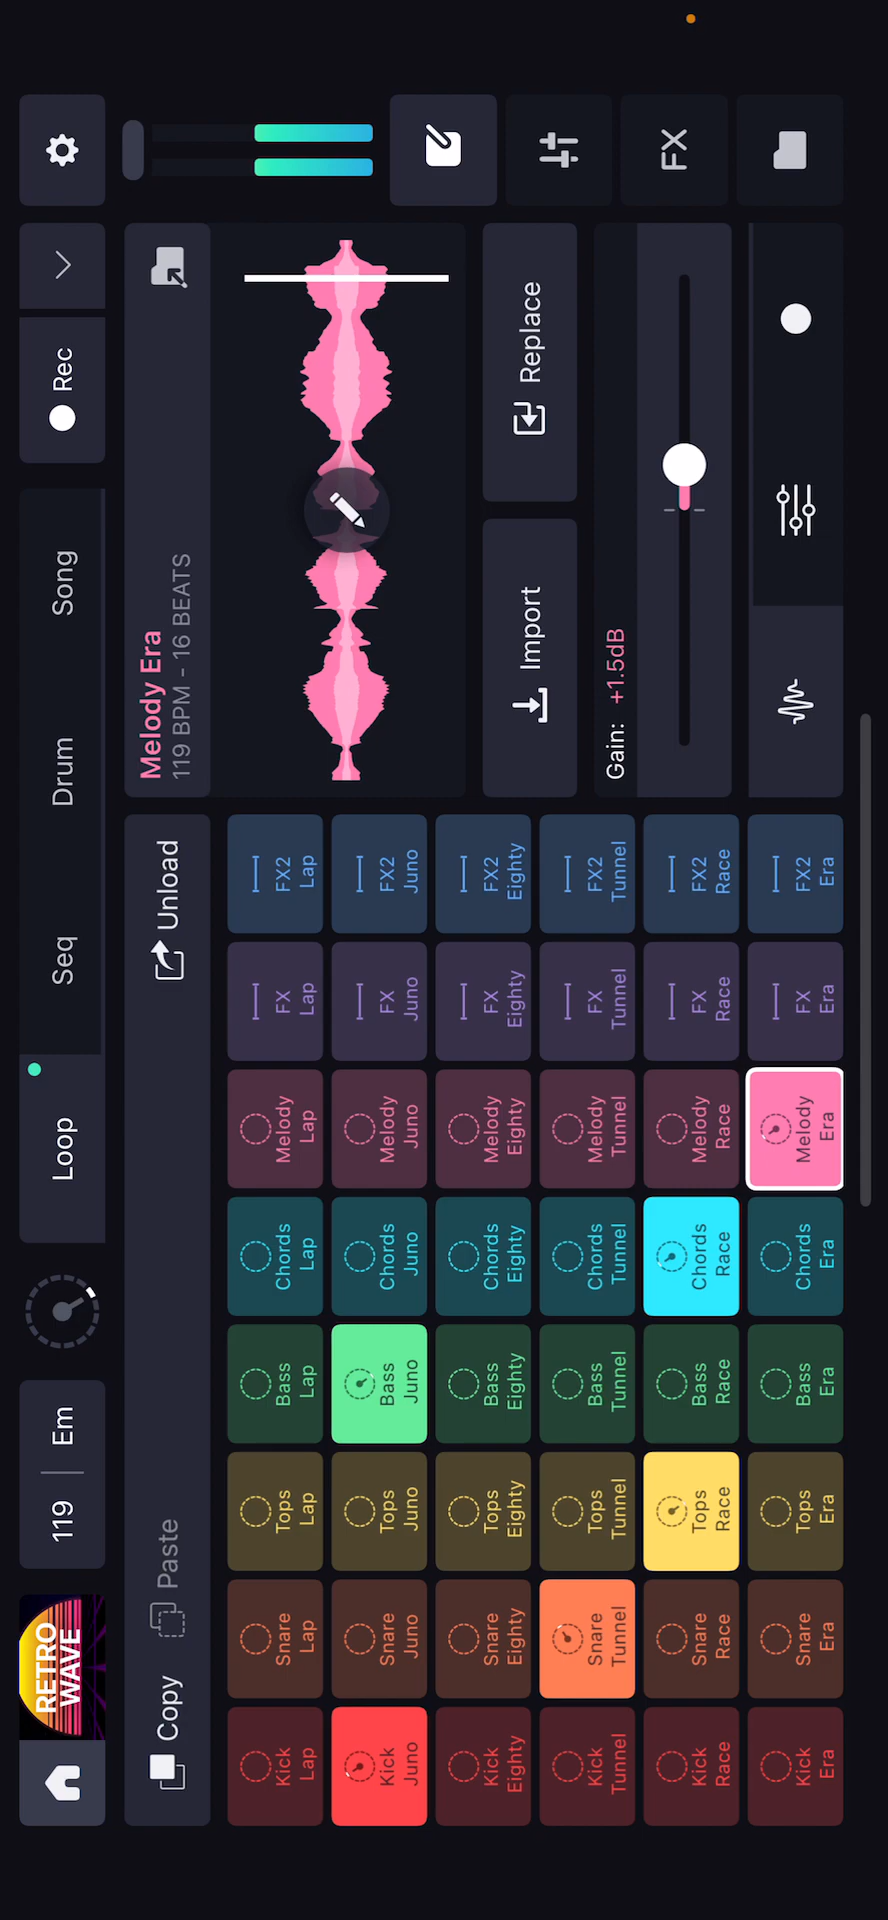 RETRO
WAVE
119
Em
Loop
Seq
Drum
Song
Rec
Copy
Paste
Unload
Melody Era
119 BPM - 16 BEATS
Kick
Lap
Snare
Lap
Tops
Lap
Bass
Lap
Chords
Lap
Melody
Lap
FX
Lap
FX2
Lap
Kick
Juno
Snare
Juno
Tops
Juno
Bass
Juno
Chords
Juno
Melody
Juno
FX
Juno
FX2
Juno
Kick
Eighty
Snare
Eighty
Tops
Eighty
Bass
Eighty
Chords
Eighty
Melody
Eighty
FX
Eighty
FX2
Eighty
Kick
Tunnel
Snare
Tunnel
Tops
Tunnel
Bass
Tunnel
Chords
Tunnel
Melody
Tunnel
FX
Tunnel
FX2
Tunnel
Kick
Race
Snare
Race
Tops
Race
Bass
Race
Chords
Race
Melody
Race
FX
Race
FX2
Race
Kick
Era
Snare
Era
Tops
Era
Bass
Era
Chords
Era
Melody
Era
FX
Era
FX2
Era
Import
Replace
Gain: +1.5dB
FX